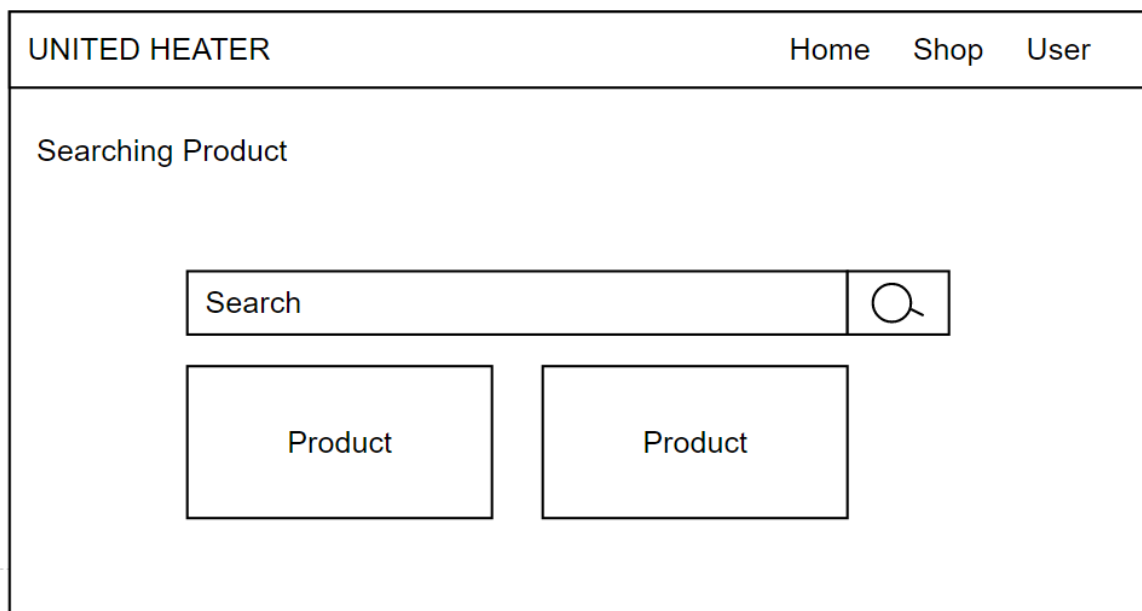 UNITED HEATER Home Shop User
Searching Product
Search
Product Product